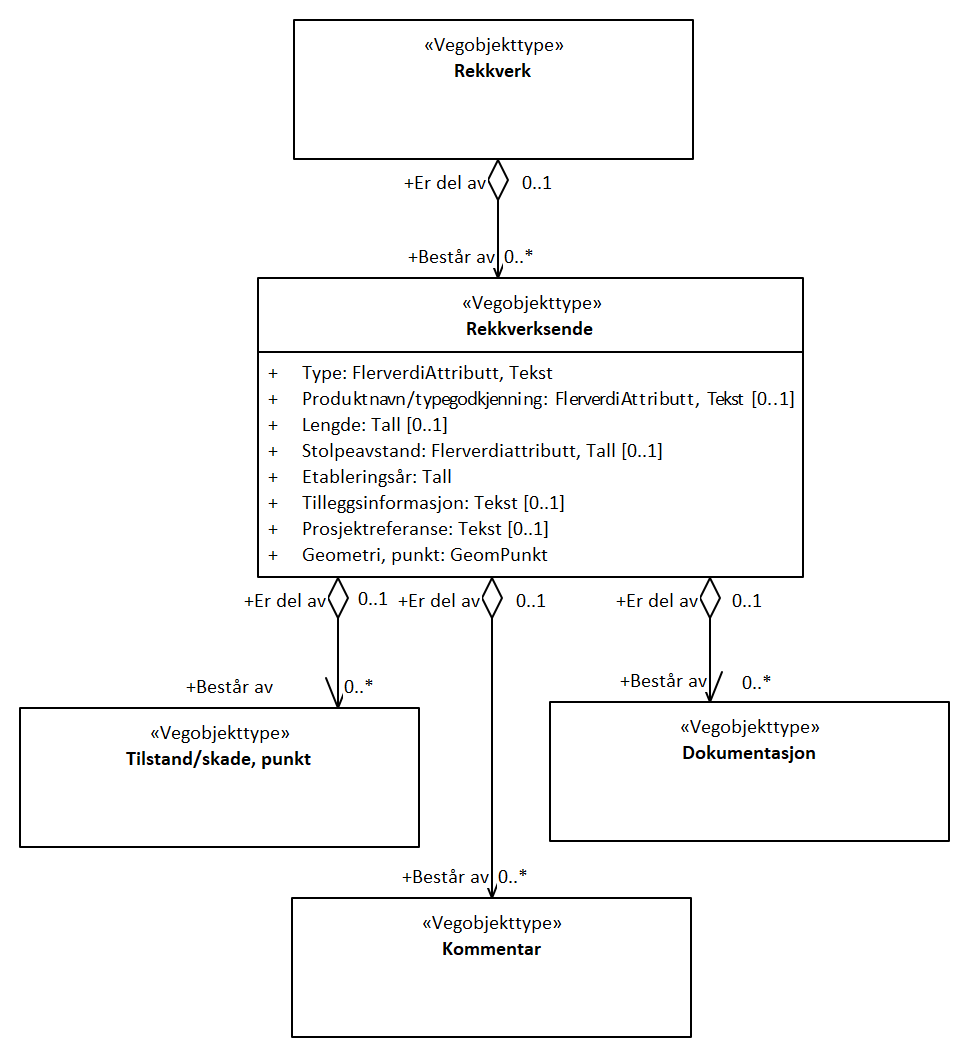 «Vegobjekttype»
Rekkverk
+Er del av 0..1
+Består av 0..*
«Vegobjekttype»
Rekkverksende
+ Type: FlerverdiAttributt, Tekst
+ Produktnavn/typegodkjenning: FlerverdiAttributt, Tekst [0..1]
+ Lengde: Tall [0..1]
+ Stolpeavstand: Flerverdiattributt, Tall [0..1]
+ Etableringsår: Tall
+ Tilleggsinformasjon: Tekst [0..1]
+ Prosjektreferanse: Tekst [0..1]
+ Geometri, punkt: GeomPunkt
+Er del av 0..1 +Er del av 0..1 +Er del av 0..1
+Består av 0..* +Består av 0..*
«Vegobjekttype»
Tilstand/skade, punkt
«Vegobjekttype»
Dokumentasjon
+Består av 0..*
«Vegobjekttype»
Kommentar